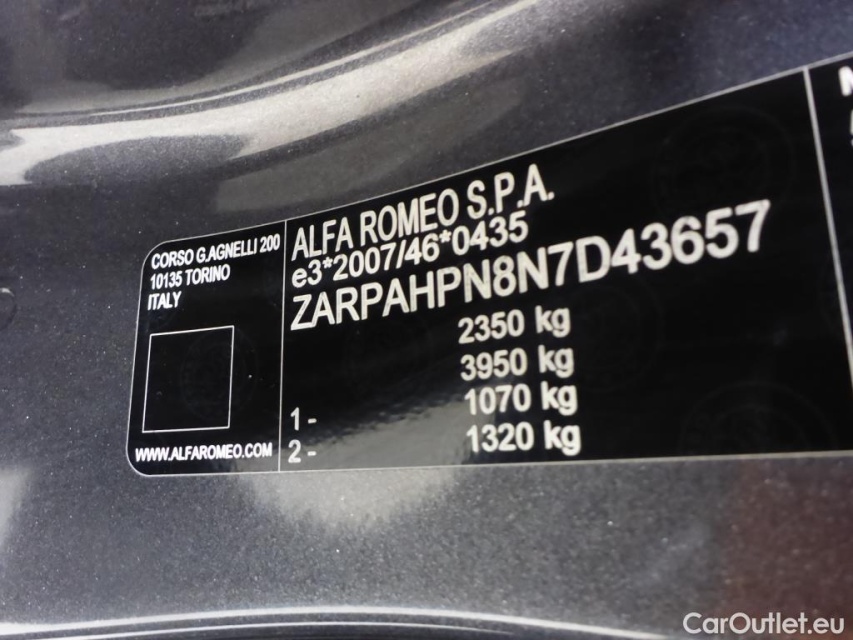 CORSO G.AGNELLI 200
10135 TORINO
ITALY
WWW.ALFAROMEO.COM
ALFA ROMEO S.P.A.
e3*2007/46*0435
ZARPAHPN8N7D43657
2350 kg
3950 kg
1- 1070 kg
2- 1320 kg
CarOutlet.eu